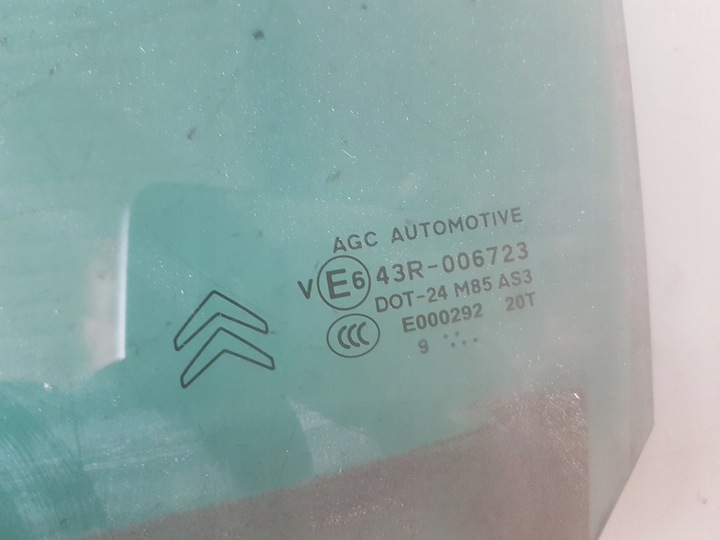 AGC AUTOMOTIVE
V E6 43R-006723
DOT-24 M85 AS3
CCC E000292 20T
9